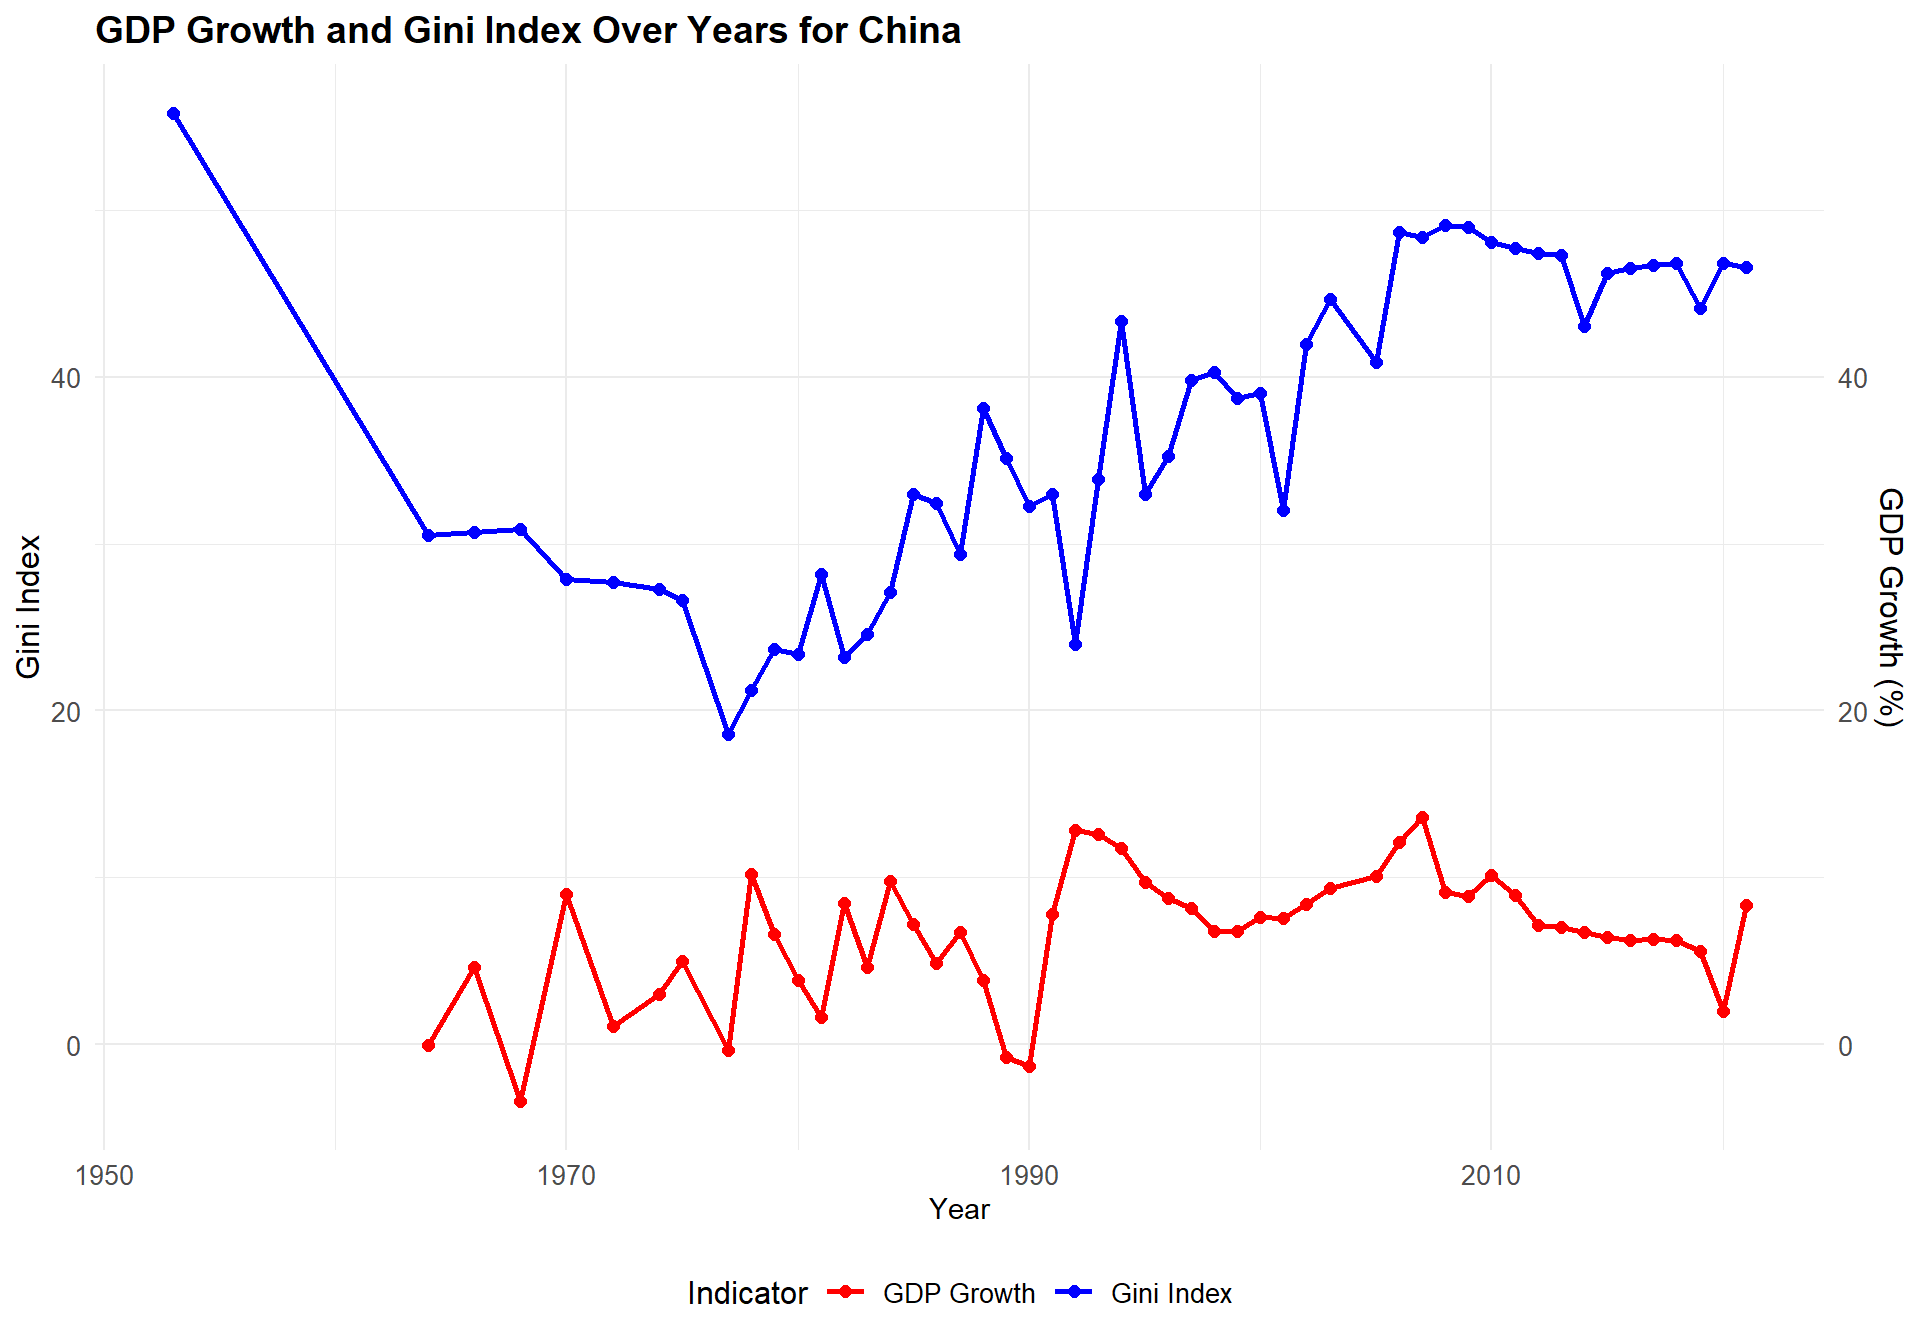 GDP Growth and Gini Index Over Years for China
Gini Index
40
20
0
40
20
0
GDP Growth (%)
1950 1970 1990 2010
Year
Indicator GDP Growth Gini Index